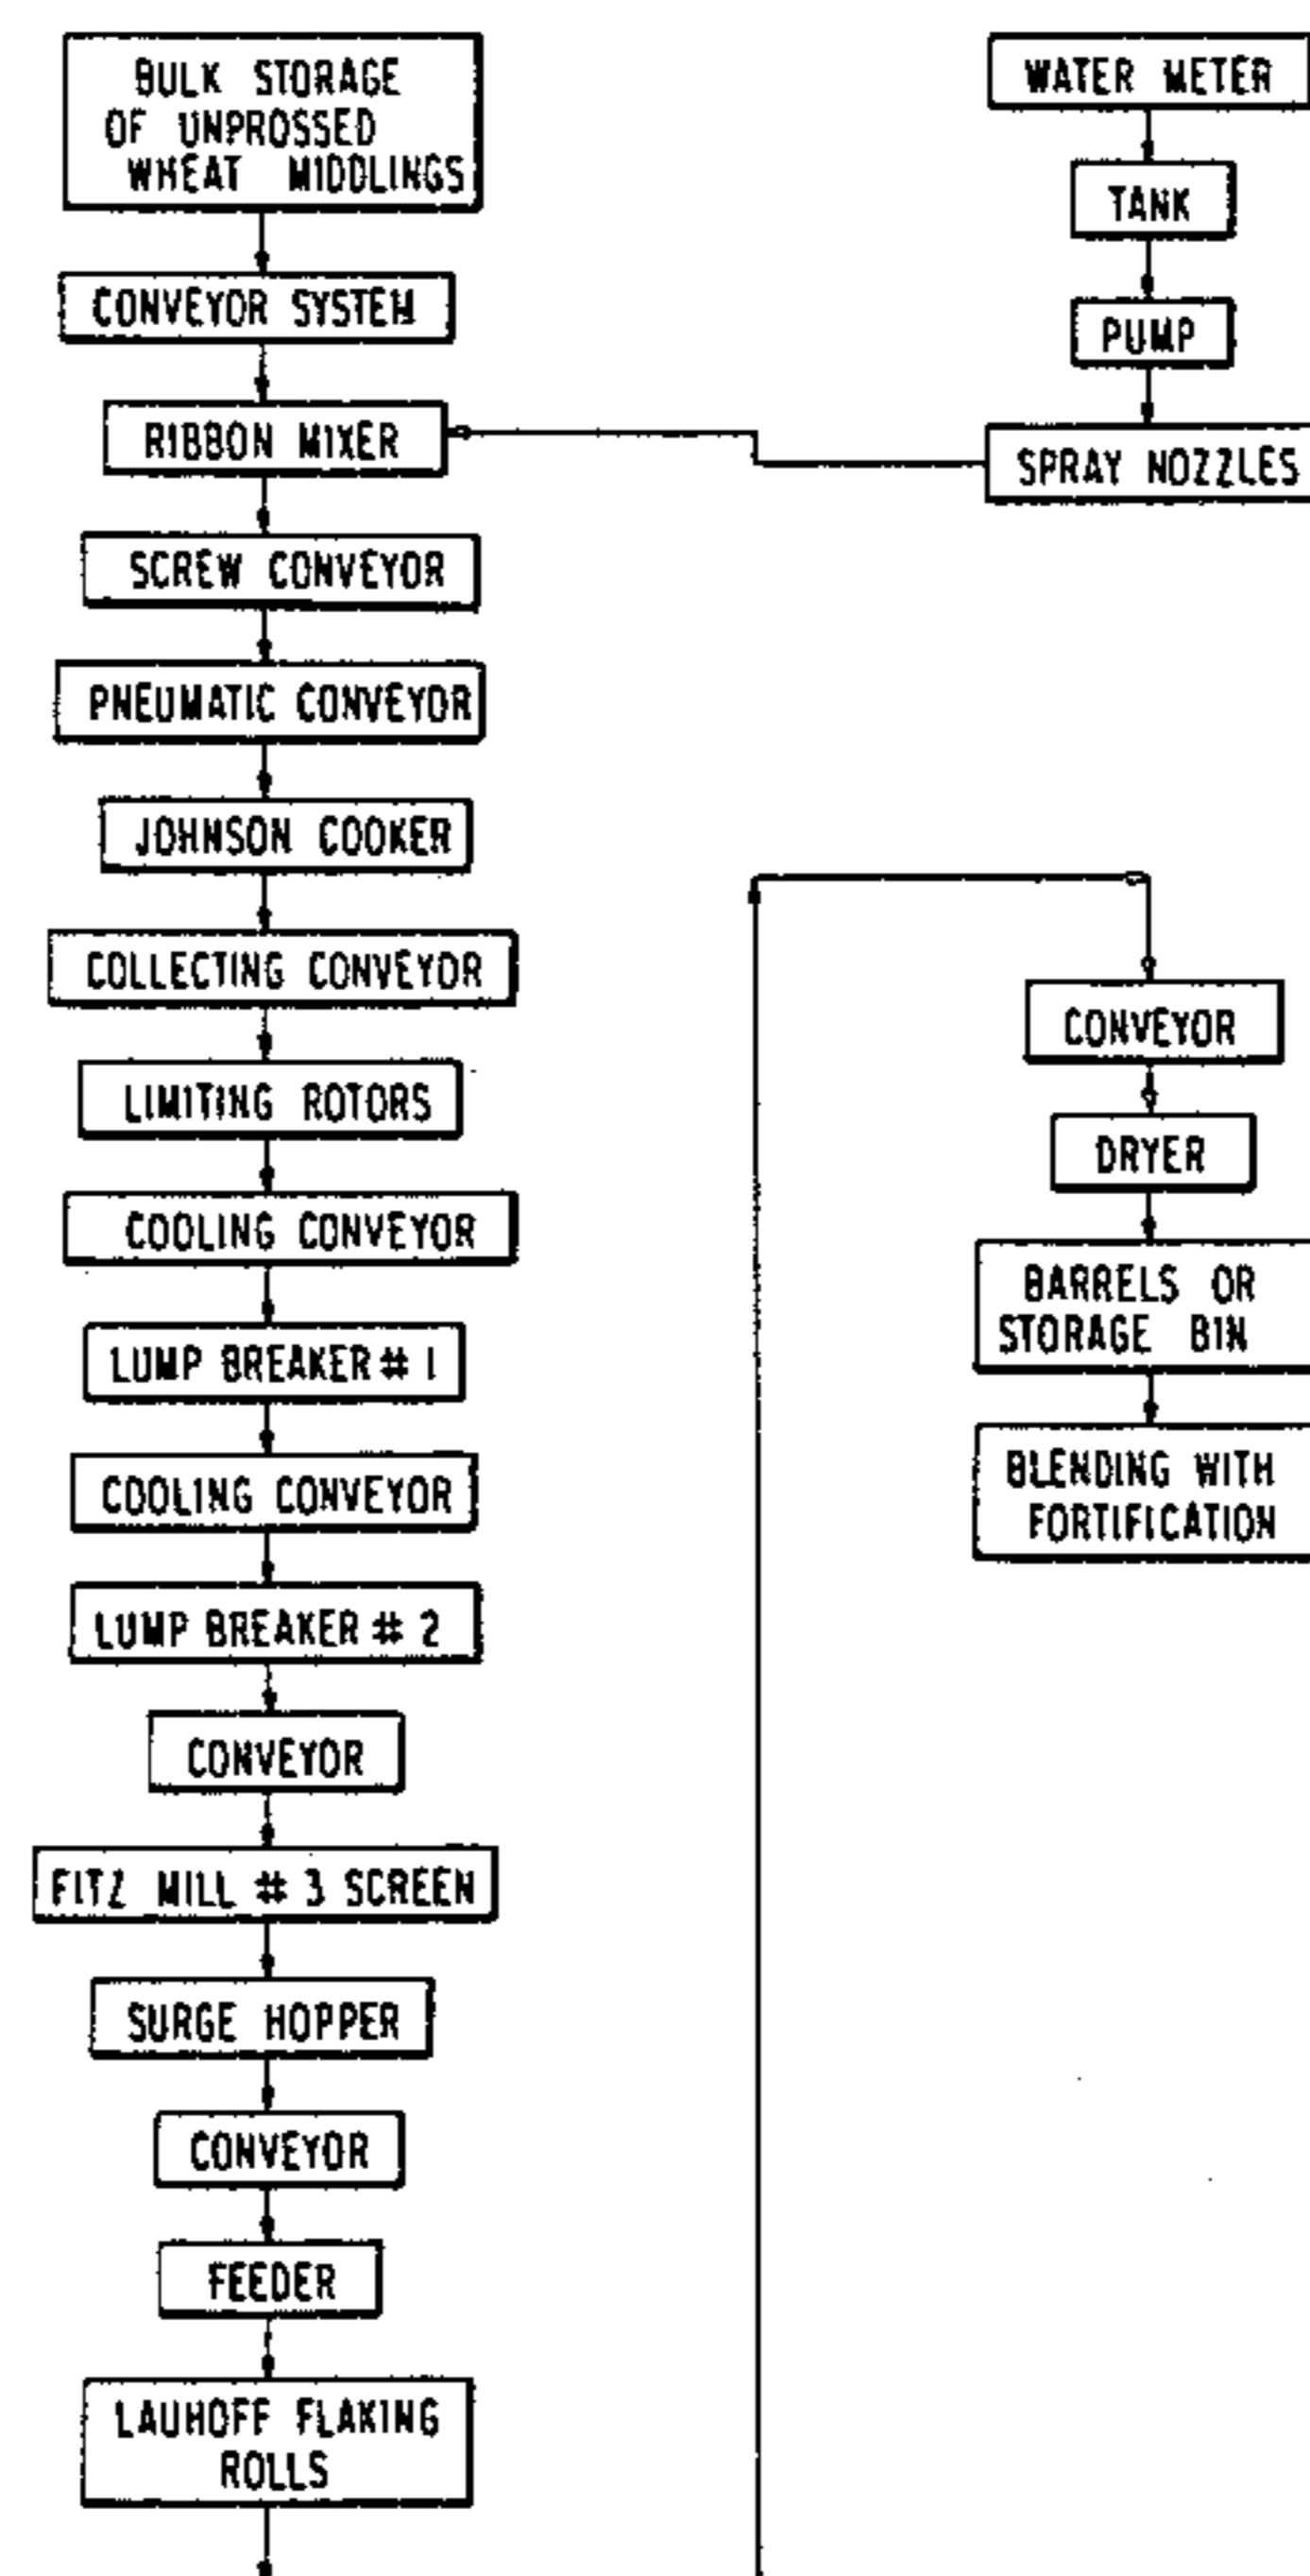 BULK STORAGE
OF UNPROSSED
WHEAT MIDDLINGS
CONVEYOR SYSTEM
RIBBON MIXER
SCREW CONVEYOR
PNEUMATIC CONVEYOR
JOHNSON COOKER
COLLECTING CONVEYOR
LIMITING ROTORS
COOLING CONVEYOR
LUMP BREAKER # 1
COOLING CONVEYOR
LUMP BREAKER # 2
CONVEYOR
FITZ MILL # 3 SCREEN
SURGE HOPPER
CONVEYOR
FEEDER
LAUHOFF FLAKING
ROLLS
WATER METER
TANK
PUMP
SPRAY NOZZLES
CONVEYOR
DRYER
BARRELS OR
STORAGE BIN
BLENDING WITH
FORTIFICATION